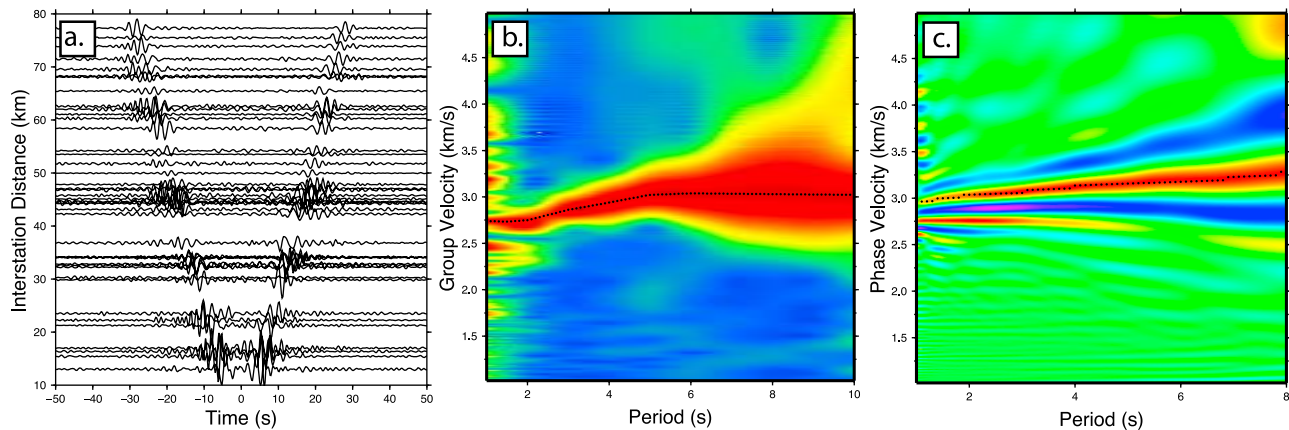 a.
80
70
60
50
40
30
20
10
Interstation Distance (km)
−50 −40 −30 −20 −10 0 10 20 30 40 50
Time (s)
b.
4.5
4.0
3.5
3.0
2.5
2.0
1.5
Group Velocity (km/s)
2 4 6 8 10
Period (s)
c.
4.5
4.0
3.5
3.0
2.5
2.0
1.5
Phase Velocity (km/s)
2 4 6 8
Period (s)